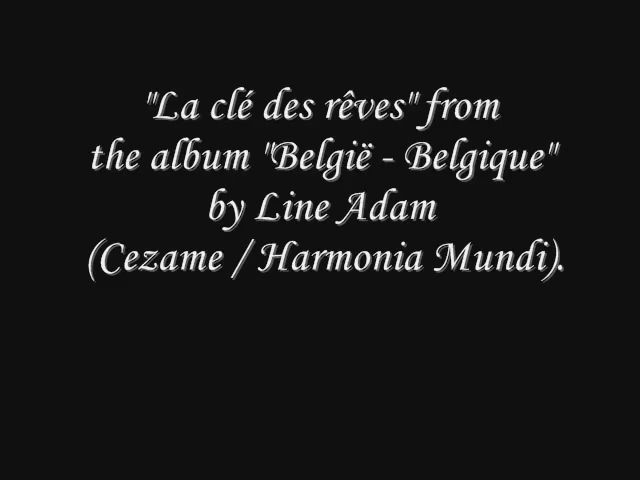 "La clé des rêves" from
the album "België - Belgique"
by Line Adam
(Cezame / Harmonia Mundi).